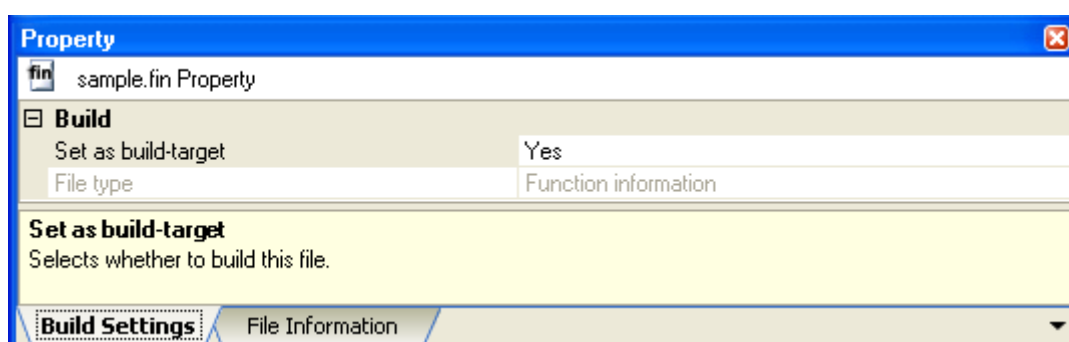 Property
fin sample.fin Property
Build
Set as build-target Yes
File type Function information
Set as build-target
Selects whether to build this file.
Build Settings File Information